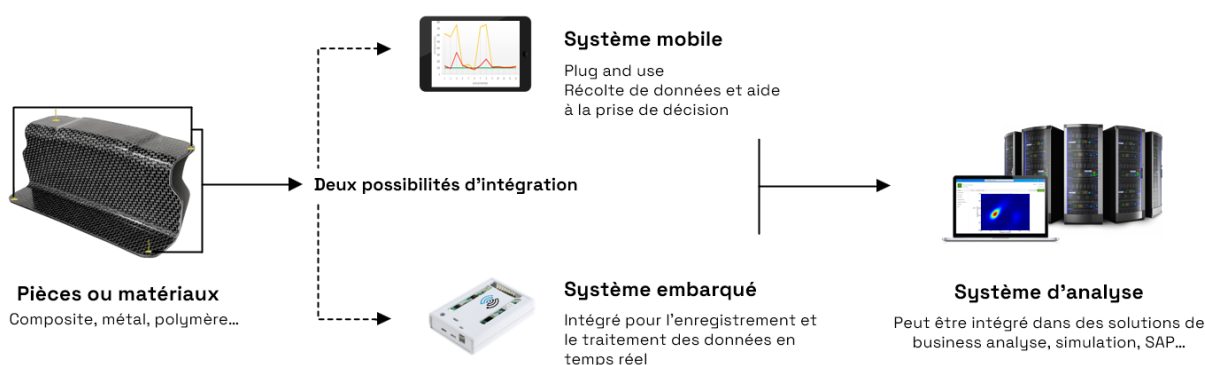 Système mobile
Plug and use
Récolte de données et aide
à la prise de décision
Deux possibilités d'intégration
Pièces ou matériaux
Composite, métal, polymère...
Système embarqué
Intégré pour l'enregistrement et
le traitement des données en
temps réel
Système d'analyse
Peut être intégré dans des solutions de
business analyse, simulation, SAP...